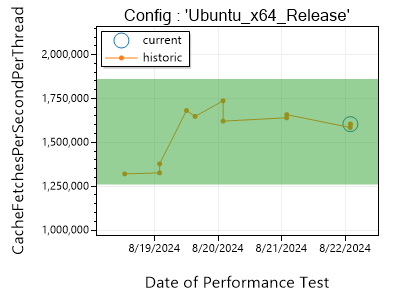 Config : 'Ubuntu_x64_Release'
current
historic
CacheFetchesPerSecondPerThread
2,000,000
1,750,000
1,500,000
1,250,000
1,000,000
8/19/2024 8/20/2024 8/21/2024 8/22/2024
Date of Performance Test